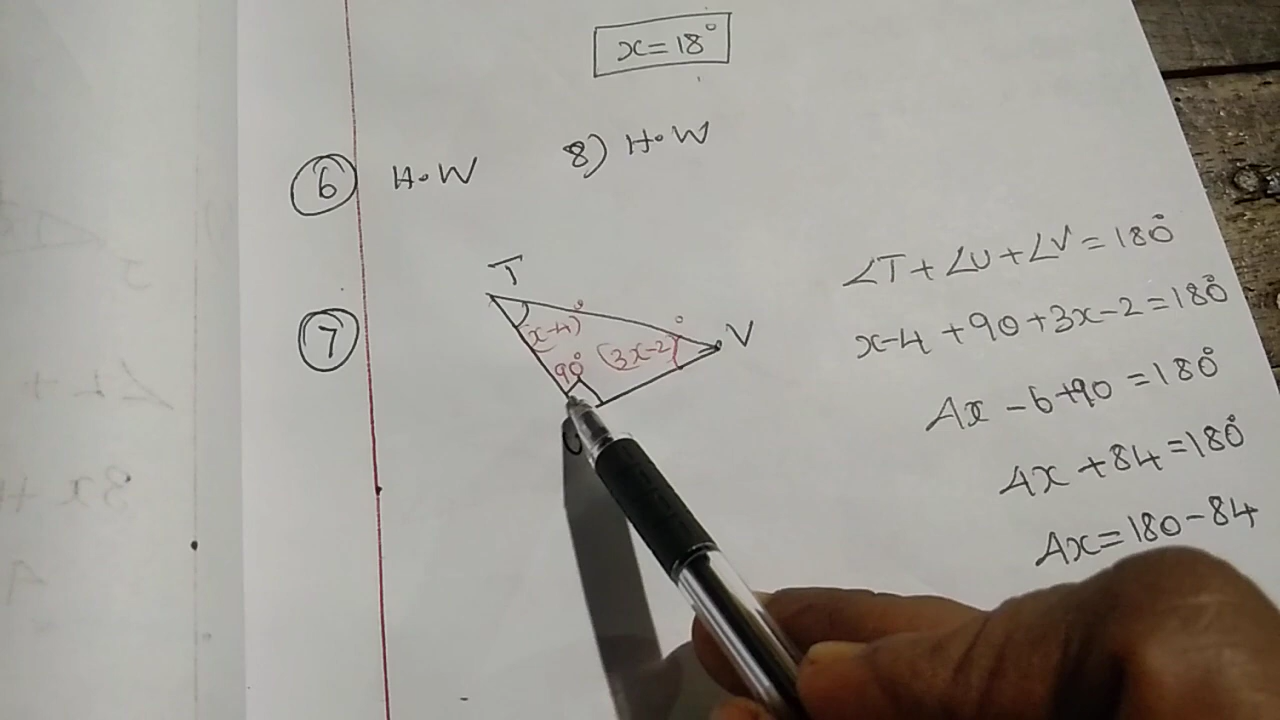 x=18°
6 H.W 8) H.W
7
T
(x-4)°
(3x-2)°
V
90°
U
∠T+∠U+∠V=180°
x-4+90+3x-2=180°
4x-6+90=180°
4x+84=180°
4x=180-84